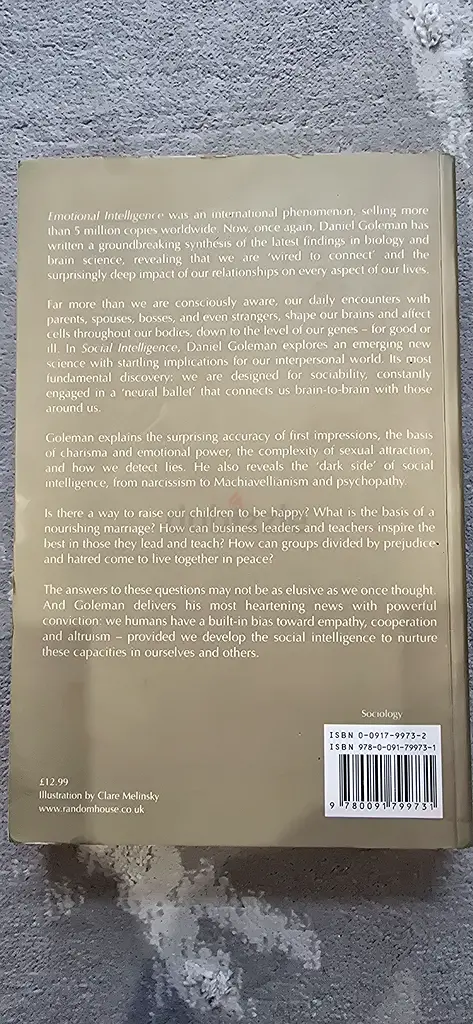 Emotional Intelligence was an international phenomenon, selling more
than 5 million copies worldwide. Now, once again, Daniel Goleman has
written a groundbreaking synthesis of the latest findings in biology and
brain science, revealing that we are ‘wired to connect’ and the
surprisingly deep impact of our relationships on every aspect of our lives.
Far more than we are consciously aware, our daily encounters with
parents, spouses, bosses, and even strangers, shape our brains and affect
cells throughout our bodies, down to the level of our genes – for good or
ill. In Social Intelligence, Daniel Goleman explores an emerging new
science with startling implications for our interpersonal world. Its most
fundamental discovery: we are designed for sociability, constantly
engaged in a ‘neural ballet’ that connects us brain-to-brain with those
around us.
Goleman explains the surprising accuracy of first impressions, the basis
of charisma and emotional power, the complexity of sexual attraction,
and how we detect lies. He also reveals the ‘dark side’ of social
intelligence, from narcissism to Machiavellianism and psychopathy.
Is there a way to raise our children to be happy? What is the basis of a
nourishing marriage? How can business leaders and teachers inspire the
best in those they lead and teach? How can groups divided by prejudice
and hatred come to live together in peace?
The answers to these questions may not be as elusive as we once thought.
And Goleman delivers his most heartening news with powerful
conviction: we humans have a built-in bias toward empathy, cooperation
and altruism – provided we develop the social intelligence to nurture
these capacities in ourselves and others.
Sociology
ISBN 0-0917-9973-2
ISBN 978-0-091-79973-1
9 780091 799731
£12.99
Illustration by Clare Melinsky
www.randomhouse.co.uk